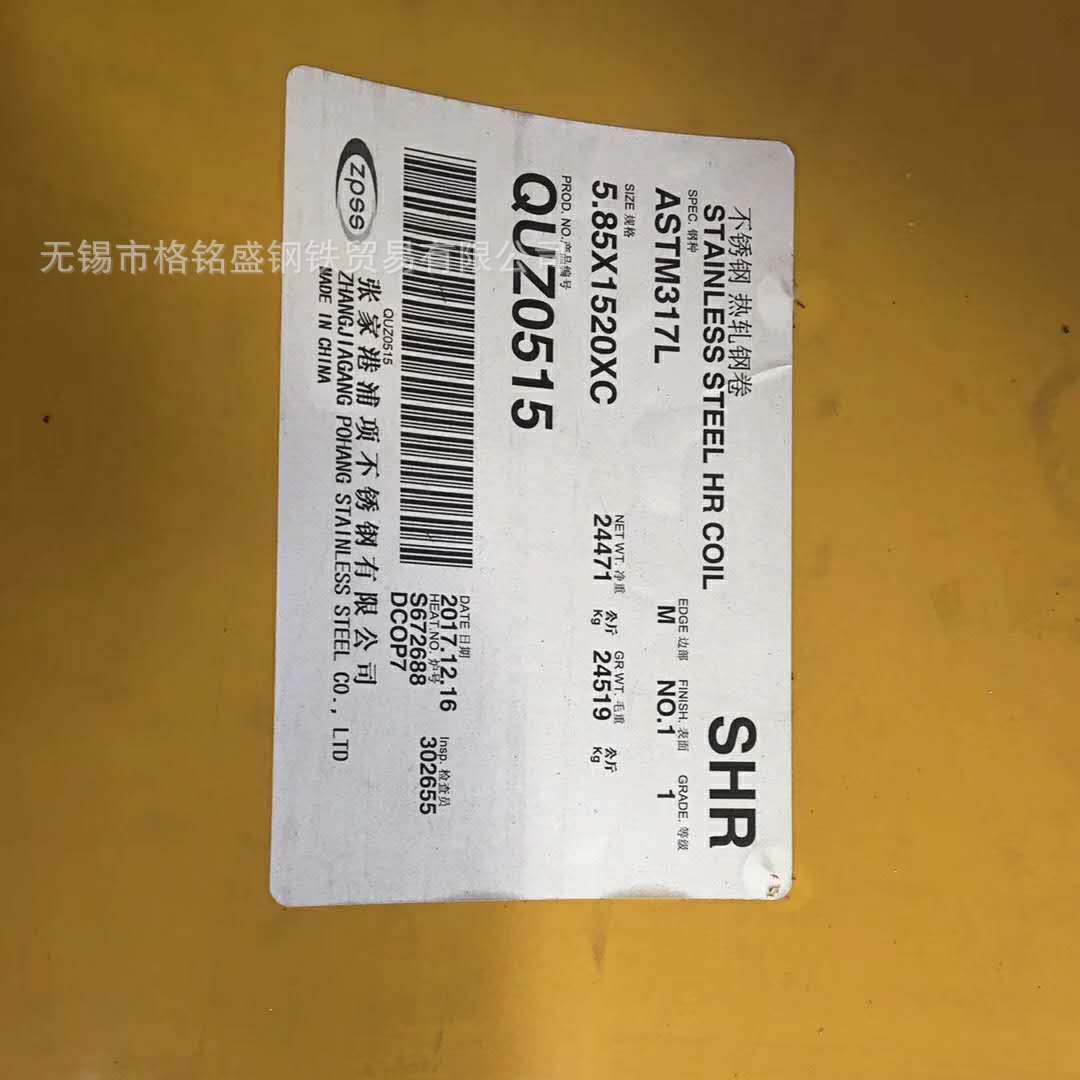 不锈钢 热轧钢卷
STAINLESS STEEL HR COIL
SHR
SPEC. 钢种
ASTM317L
EDGE 边部
M
FINISH. 表面
NO.1
GRADE. 等级
1
SIZE 规格
5.85X1520XC
NET WT. 净重
24471 公斤 Kg
GR WT. 毛重
24519 公斤 Kg
PROD. NO.产品编号
QUZ0515
DATE 日期
2017.12.16
HEAT.NO. 炉号
S672688
DCOP7
Insp. 检查员
302655
QUZ0515
zpss
张家港浦项不锈钢有限公司
ZHANGJIAGANG POHANG STAINLESS STEEL CO., LTD
MADE IN CHINA
无锡市格铭盛钢铁贸易有限公司